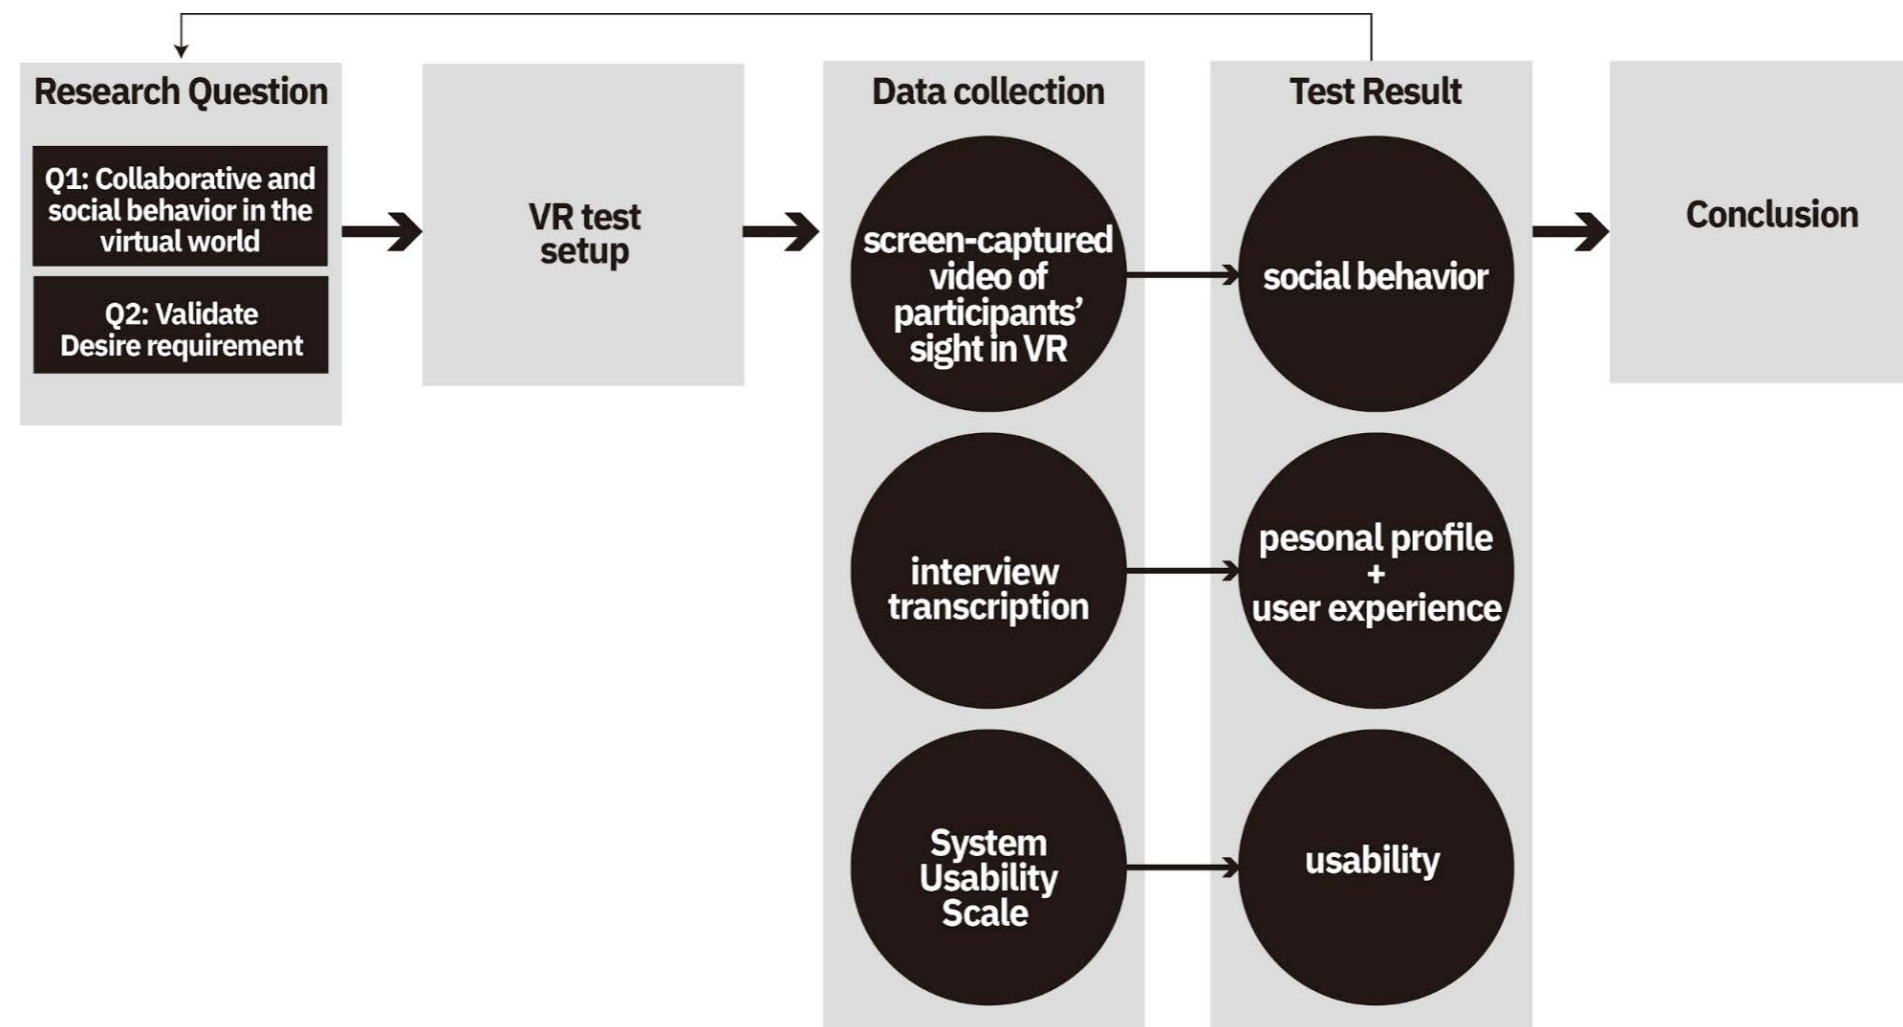 Research Question
Q1: Collaborative and
social behavior in the
virtual world
Q2: Validate
Desire requirement
VR test
setup
Data collection
screen-captured
video of
participants’
sight in VR
interview
transcription
System
Usability
Scale
Test Result
social behavior
pesonal profile
+
user experience
usability
Conclusion